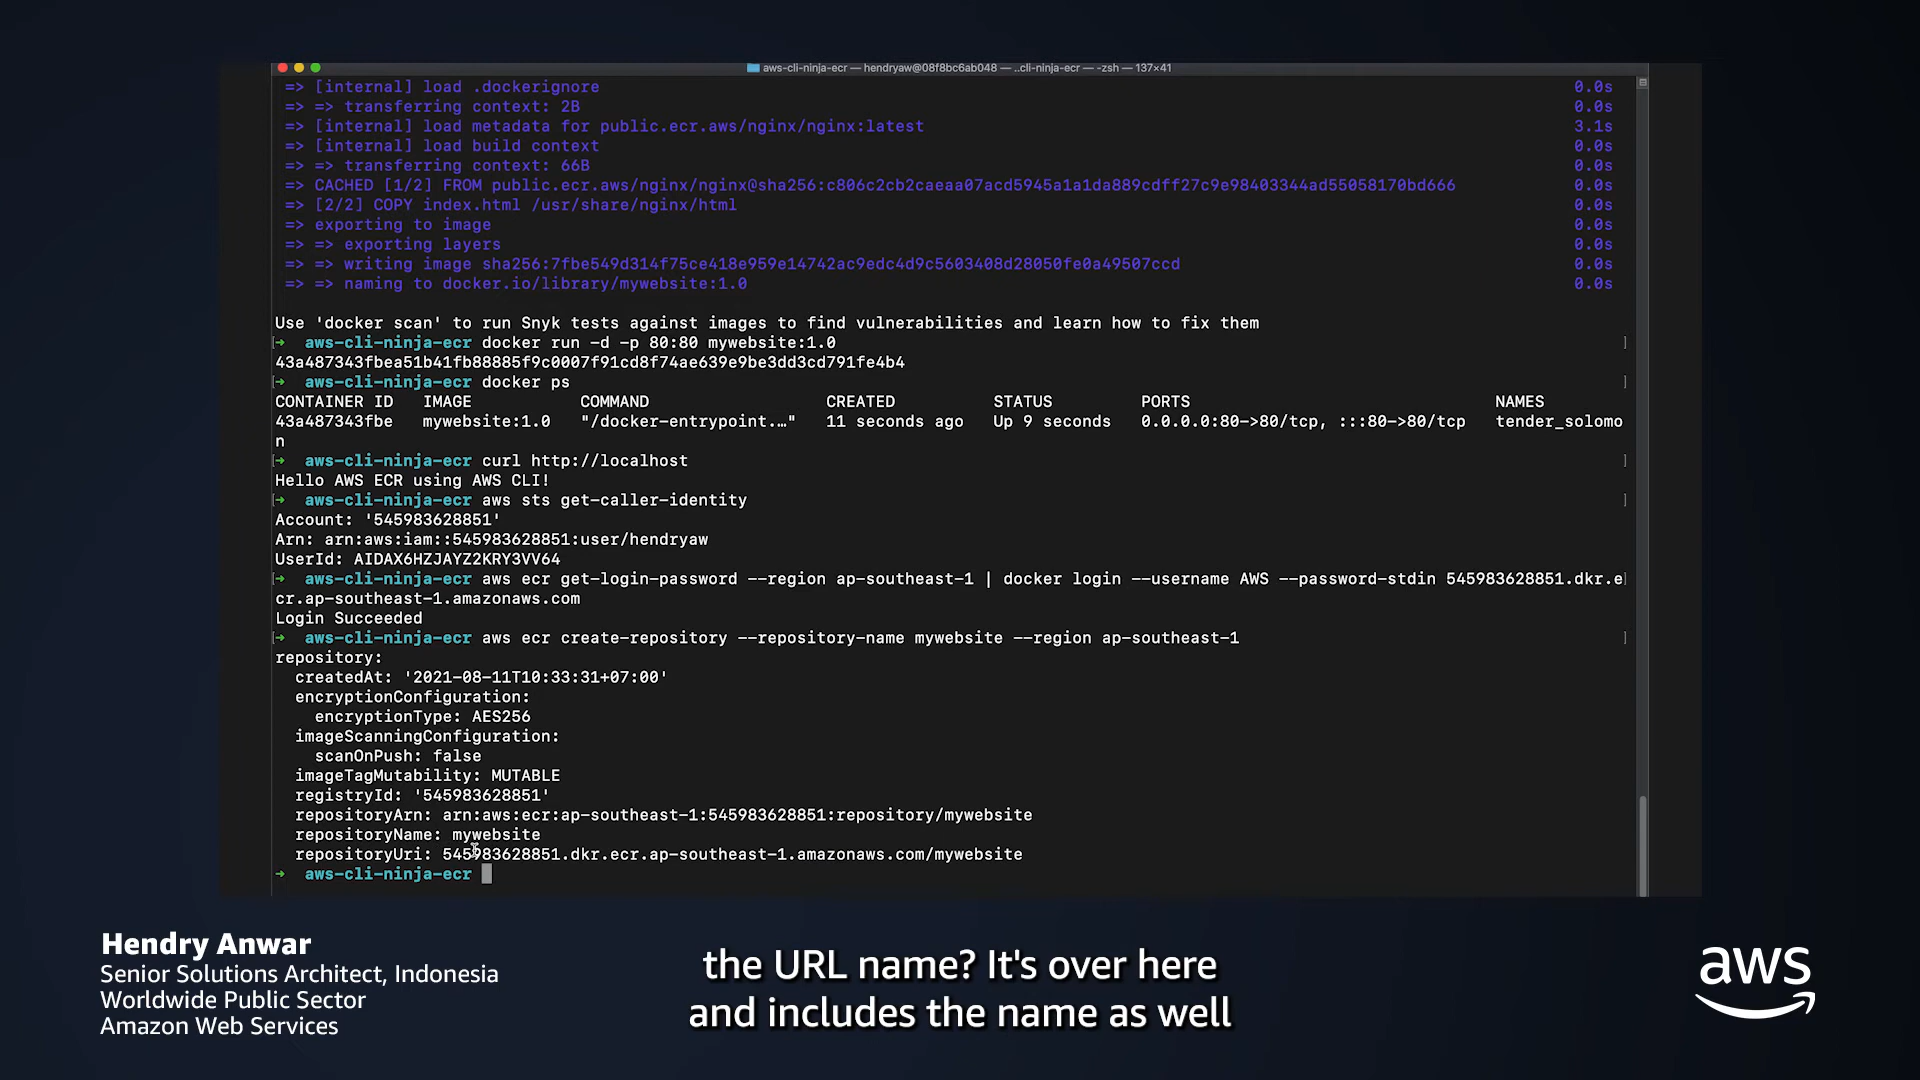 aws-cli-ninja-ecr — hendryaw@08f8bc6ab048 — ..cli-ninja-ecr — -zsh — 137×41
=> [internal] load .dockerignore 0.0s
=> => transferring context: 2B 0.0s
=> [internal] load metadata for public.ecr.aws/nginx/nginx:latest 3.1s
=> [internal] load build context 0.0s
=> => transferring context: 66B 0.0s
=> CACHED [1/2] FROM public.ecr.aws/nginx/nginx@sha256:c806c2cb2caeaa07acd5945a1a1da889cdff27c9e98403344ad55058170bd666 0.0s
=> [2/2] COPY index.html /usr/share/nginx/html 0.0s
=> exporting to image 0.0s
=> => exporting layers 0.0s
=> => writing image sha256:7fbe549d314f75ce418e959e14742ac9edc4d9c5603408d28050fe0a49507ccd 0.0s
=> => naming to docker.io/library/mywebsite:1.0 0.0s
Use 'docker scan' to run Snyk tests against images to find vulnerabilities and learn how to fix them
[➜ aws-cli-ninja-ecr docker run -d -p 80:80 mywebsite:1.0 ]
43a487343fbea51b41fb88885f9c0007f91cd8f74ae639e9be3dd3cd791fe4b4
[➜ aws-cli-ninja-ecr docker ps ]
CONTAINER ID IMAGE COMMAND CREATED STATUS PORTS NAMES
43a487343fbe mywebsite:1.0 "/docker-entrypoint.…" 11 seconds ago Up 9 seconds 0.0.0.0:80->80/tcp, :::80->80/tcp tender_solomo
n
[➜ aws-cli-ninja-ecr curl http://localhost ]
Hello AWS ECR using AWS CLI!
[➜ aws-cli-ninja-ecr aws sts get-caller-identity ]
Account: '545983628851'
Arn: arn:aws:iam::545983628851:user/hendryaw
UserId: AIDAX6HZJAYZ2KRY3VV64
[➜ aws-cli-ninja-ecr aws ecr get-login-password --region ap-southeast-1 | docker login --username AWS --password-stdin 545983628851.dkr.e]
cr.ap-southeast-1.amazonaws.com
Login Succeeded
[➜ aws-cli-ninja-ecr aws ecr create-repository --repository-name mywebsite --region ap-southeast-1 ]
repository:
createdAt: '2021-08-11T10:33:31+07:00'
encryptionConfiguration:
encryptionType: AES256
imageScanningConfiguration:
scanOnPush: false
imageTagMutability: MUTABLE
registryId: '545983628851'
repositoryArn: arn:aws:ecr:ap-southeast-1:545983628851:repository/mywebsite
repositoryName: mywebsite
repositoryUri: 545983628851.dkr.ecr.ap-southeast-1.amazonaws.com/mywebsite
➜ aws-cli-ninja-ecr
Hendry Anwar
Senior Solutions Architect, Indonesia
Worldwide Public Sector
Amazon Web Services
the URL name? It's over here
and includes the name as well
aws